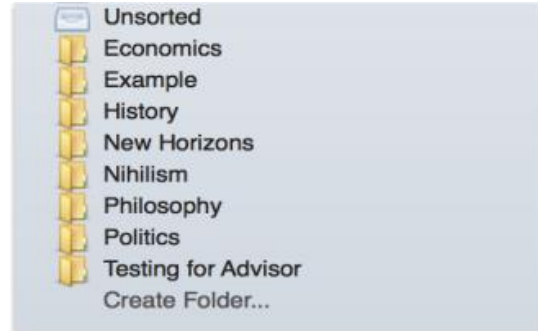 Unsorted
Economics
Example
History
New Horizons
Nihilism
Philosophy
Politics
Testing for Advisor
Create Folder...